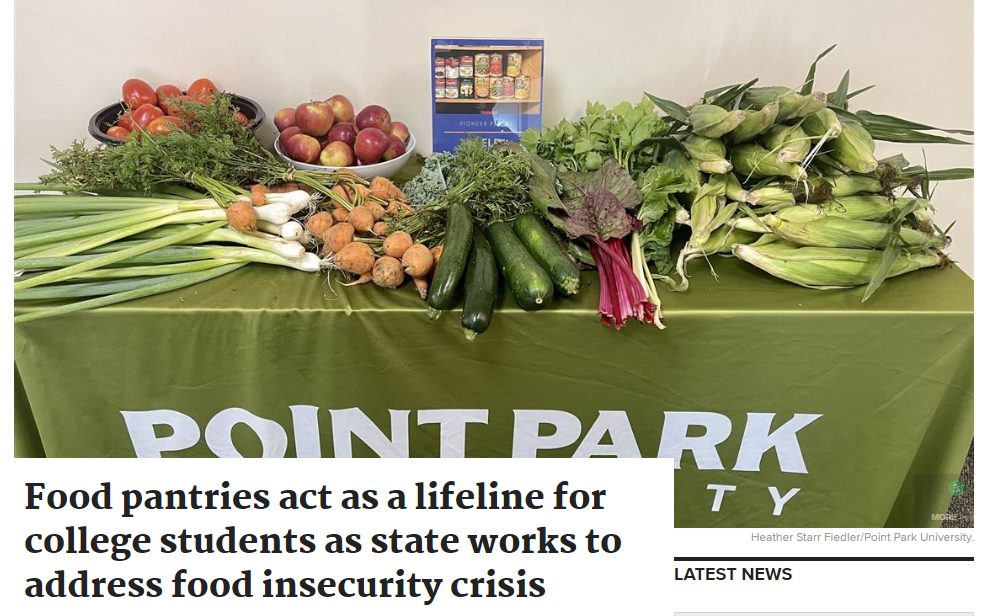 PIONEER
POINT PARK
T Y
MORE
Food pantries act as a lifeline for
college students as state works to
address food insecurity crisis
Heather Starr Fiedler/Point Park University.
LATEST NEWS